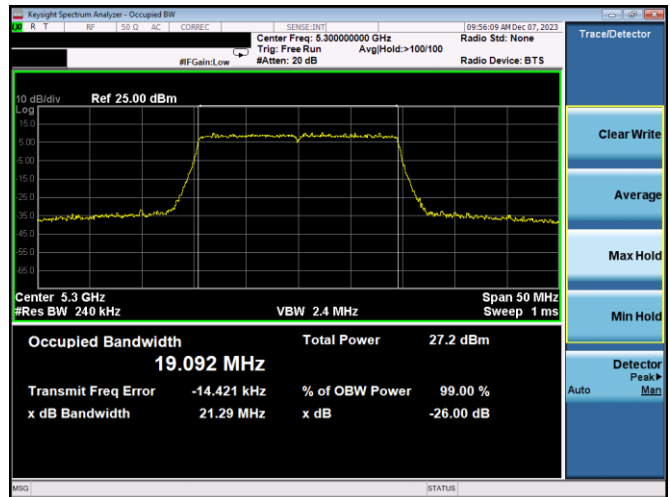 Keysight Spectrum Analyzer - Occupied BW
R T RF 50 Ω AC CORREC SENSE:INT 09:56:09 AM Dec 07, 2023
Center Freq: 5.300000000 GHz Radio Std: None
Trig: Free Run Avg|Hold:>100/100
#IFGain:Low #Atten: 20 dB Radio Device: BTS
Trace/Detector
10 dB/div Ref 25.00 dBm
Log
15.0
5.00
-5.00
-15.0
-25.0
-35.0
-45.0
-55.0
-65.0
Center 5.3 GHz Span 50 MHz
#Res BW 240 kHz VBW 2.4 MHz Sweep 1 ms
Occupied Bandwidth Total Power 27.2 dBm
19.092 MHz
Transmit Freq Error -14.421 kHz % of OBW Power 99.00 %
x dB Bandwidth 21.29 MHz x dB -26.00 dB
Clear Write
Average
Max Hold
Min Hold
Detector
Peak▶
Auto Man
MSG STATUS